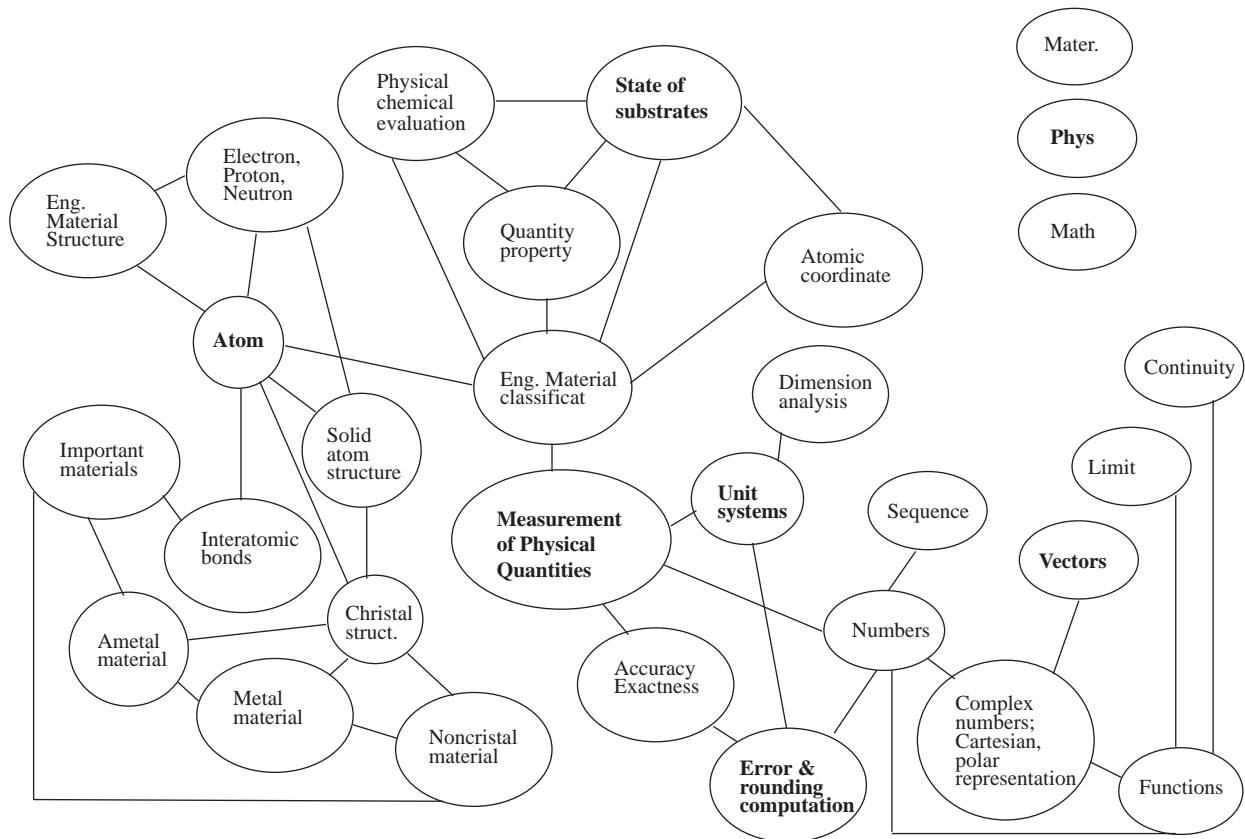 Mater.
Physical
chemical
evaluation
State of
substrates
Phys
Electron,
Proton,
Neutron
Eng.
Material
Structure
Quantity
property
Math
Atomic
coordinate
Atom
Eng. Material
classificat
Dimension
analysis
Continuity
Important
materials
Solid
atom
structure
Limit
Unit
systems
Sequence
Measurement
of Physical
Quantities
Interatomic
bonds
Vectors
Christal
struct.
Numbers
Ametal
material
Accuracy
Exactness
Metal
material
Noncristal
material
Complex
numbers;
Cartesian,
polar
representation
Error &
rounding
computation
Functions